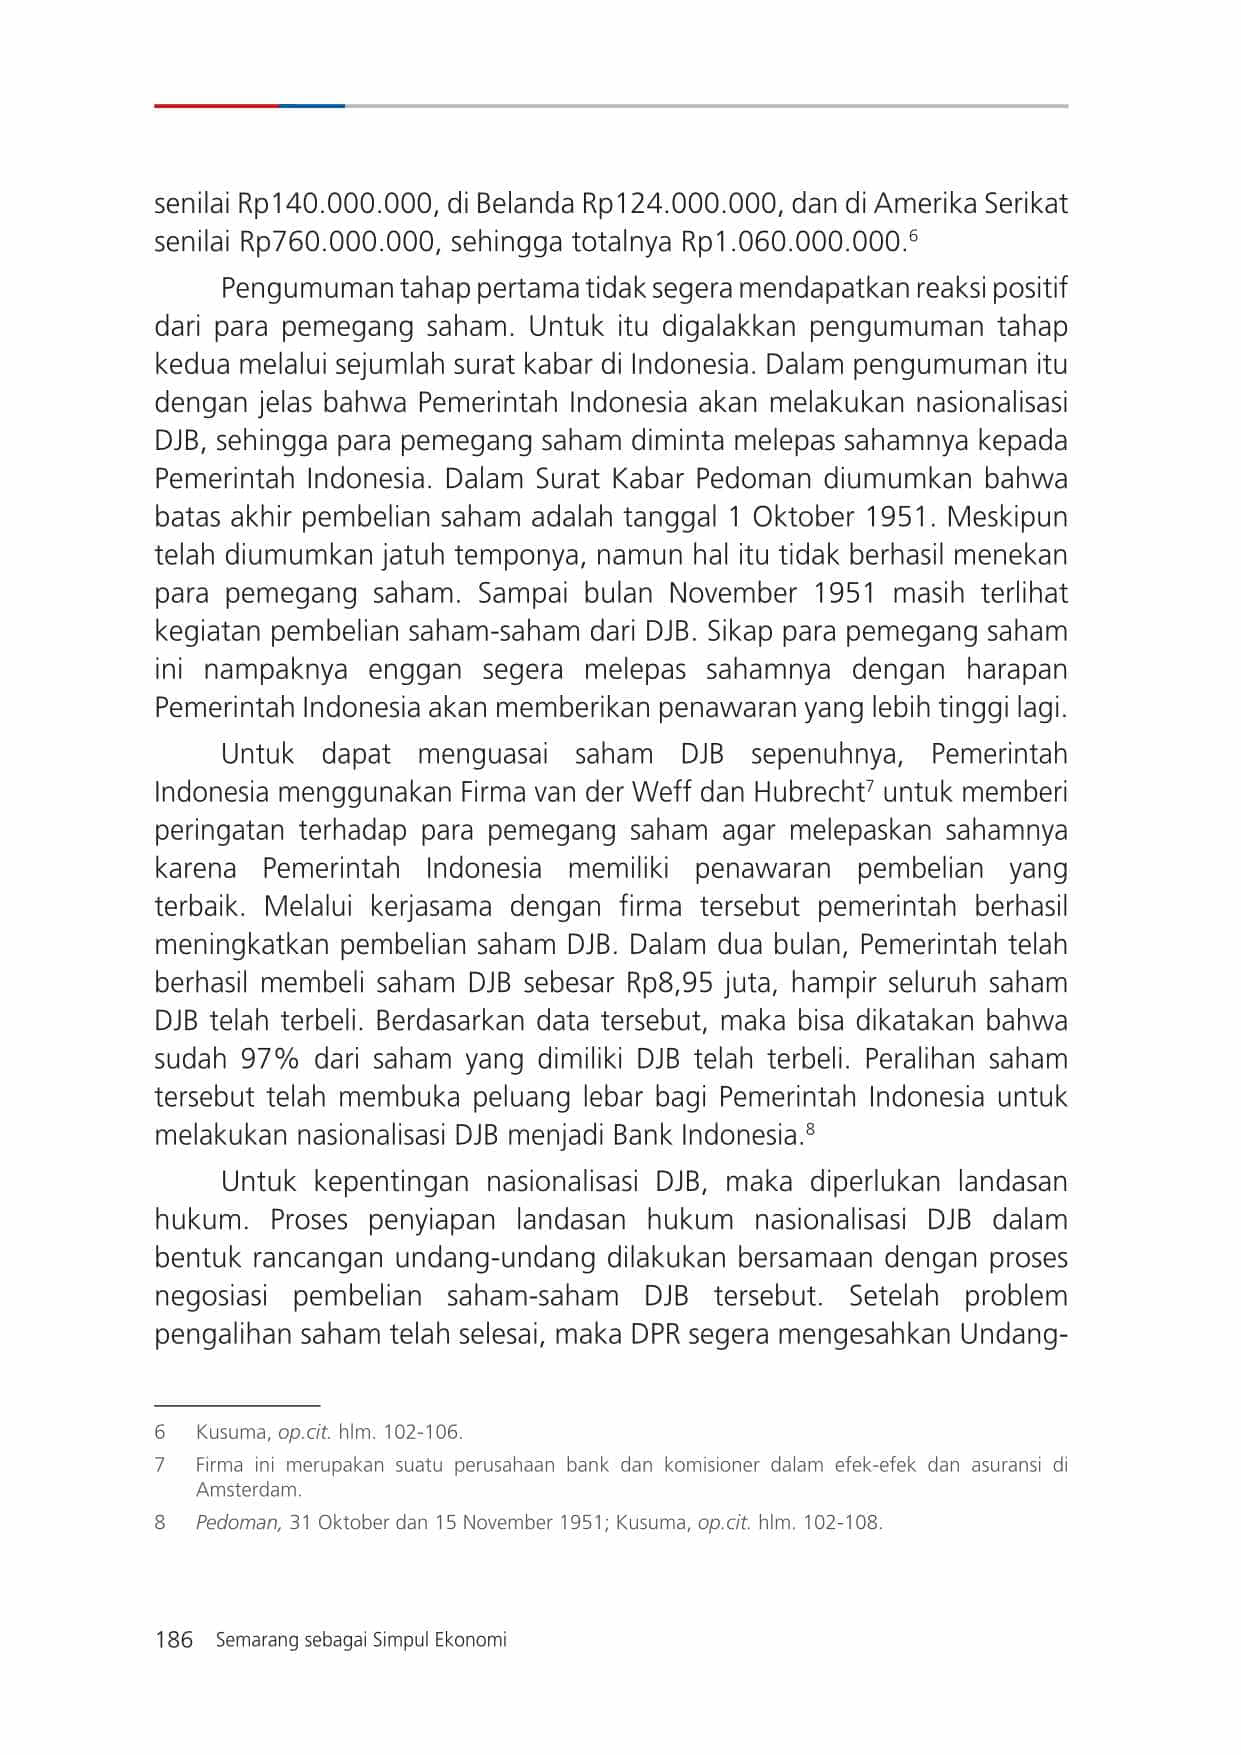 senilai Rp140.000.000, di Belanda Rp124.000.000, dan di Amerika Serikat
senilai Rp760.000.000, sehingga totalnya Rp1.060.000.000.6
Pengumuman tahap pertama tidak segera mendapatkan reaksi positif
dari para pemegang saham. Untuk itu digalakkan pengumuman tahap
kedua melalui sejumlah surat kabar di Indonesia. Dalam pengumuman itu
dengan jelas bahwa Pemerintah Indonesia akan melakukan nasionalisasi
DJB, sehingga para pemegang saham diminta melepas sahamnya kepada
Pemerintah Indonesia. Dalam Surat Kabar Pedoman diumumkan bahwa
batas akhir pembelian saham adalah tanggal 1 Oktober 1951. Meskipun
telah diumumkan jatuh temponya, namun hal itu tidak berhasil menekan
para pemegang saham. Sampai bulan November 1951 masih terlihat
kegiatan pembelian saham-saham dari DJB. Sikap para pemegang saham
ini nampaknya enggan segera melepas sahamnya dengan harapan
Pemerintah Indonesia akan memberikan penawaran yang lebih tinggi lagi.
Untuk dapat menguasai saham DJB sepenuhnya, Pemerintah
Indonesia menggunakan Firma van der Weff dan Hubrecht7 untuk memberi
peringatan terhadap para pemegang saham agar melepaskan sahamnya
karena Pemerintah Indonesia memiliki penawaran pembelian yang
terbaik. Melalui kerjasama dengan firma tersebut pemerintah berhasil
meningkatkan pembelian saham DJB. Dalam dua bulan, Pemerintah telah
berhasil membeli saham DJB sebesar Rp8,95 juta, hampir seluruh saham
DJB telah terbeli. Berdasarkan data tersebut, maka bisa dikatakan bahwa
sudah 97% dari saham yang dimiliki DJB telah terbeli. Peralihan saham
tersebut telah membuka peluang lebar bagi Pemerintah Indonesia untuk
melakukan nasionalisasi DJB menjadi Bank Indonesia.8
Untuk kepentingan nasionalisasi DJB, maka diperlukan landasan
hukum. Proses penyiapan landasan hukum nasionalisasi DJB dalam
bentuk rancangan undang-undang dilakukan bersamaan dengan proses
negosiasi pembelian saham-saham DJB tersebut. Setelah problem
pengalihan saham telah selesai, maka DPR segera mengesahkan Undang-
6 Kusuma, op.cit. hlm. 102-106.
7 Firma ini merupakan suatu perusahaan bank dan komisioner dalam efek-efek dan asuransi di
Amsterdam.
8 Pedoman, 31 Oktober dan 15 November 1951; Kusuma, op.cit. hlm. 102-108.
186 Semarang sebagai Simpul Ekonomi